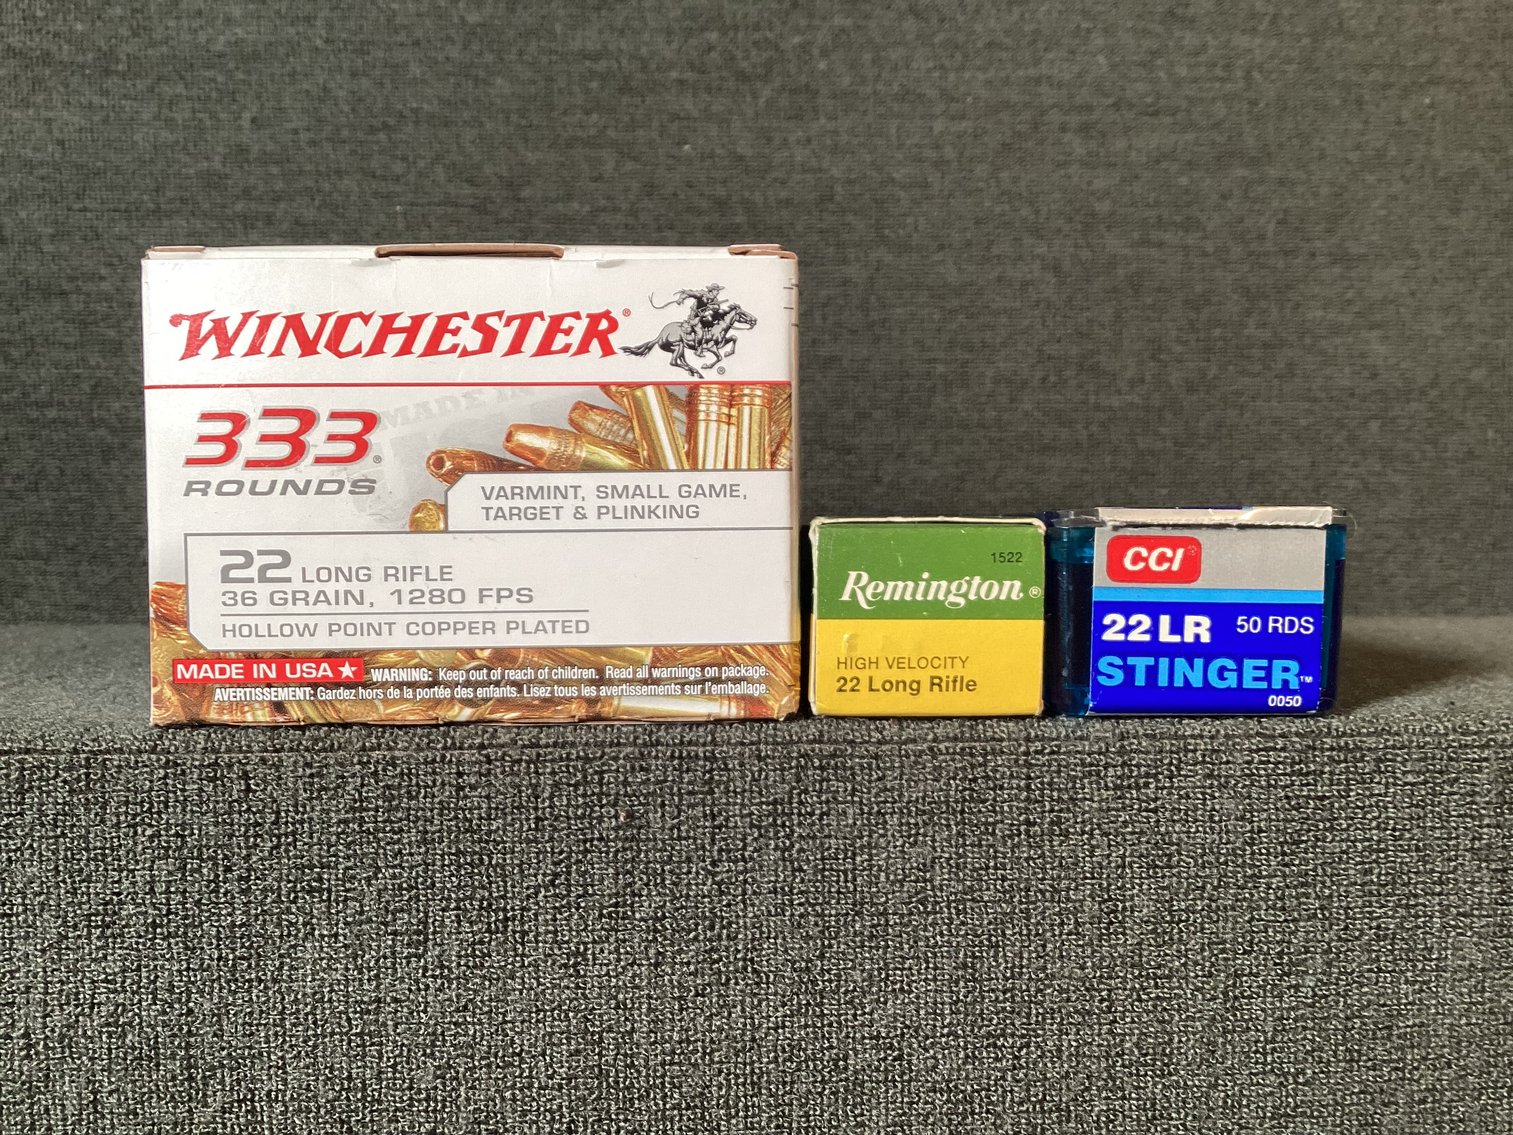 WINCHESTER®
®
MADE IN
333®
ROUNDS
VARMINT, SMALL GAME,
TARGET & PLINKING
22 LONG RIFLE
36 GRAIN, 1280 FPS
HOLLOW POINT COPPER PLATED
MADE IN USA
WARNING: Keep out of reach of children. Read all warnings on package.
AVERTISSEMENT: Gardez hors de la portée des enfants. Lisez tous les avertissements sur l'emballage.
1522
Remington®
HIGH VELOCITY
22 Long Rifle
CCI®
22 LR 50 RDS
STINGER™
0050